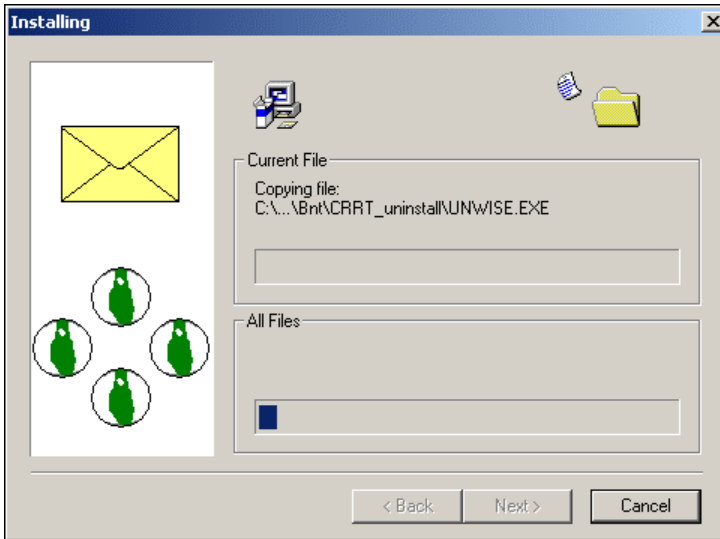 Installing
Current File
Copying file:
C:\...\Bnt\CRRT_uninstall\UNWISE.EXE
All Files
< Back
Next >
Cancel